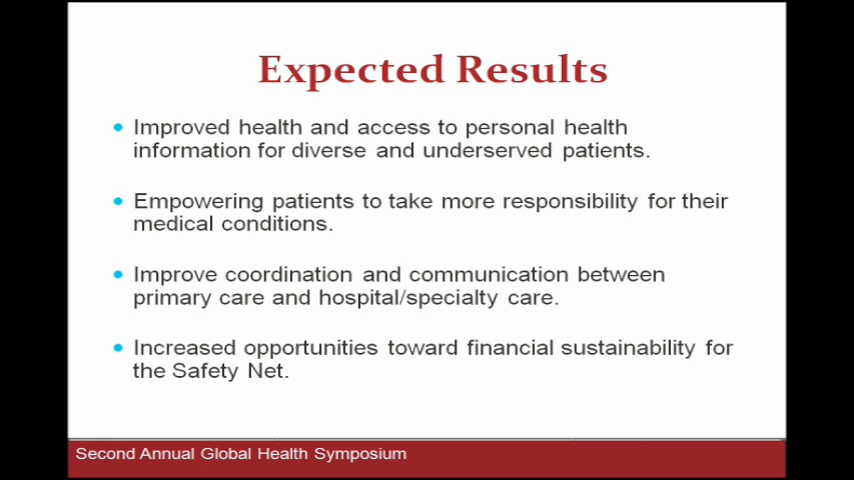 Expected Results
• Improved health and access to personal health
information for diverse and underserved patients.
• Empowering patients to take more responsibility for their
medical conditions.
• Improve coordination and communication between
primary care and hospital/specialty care.
• Increased opportunities toward financial sustainability for
the Safety Net.
Second Annual Global Health Symposium